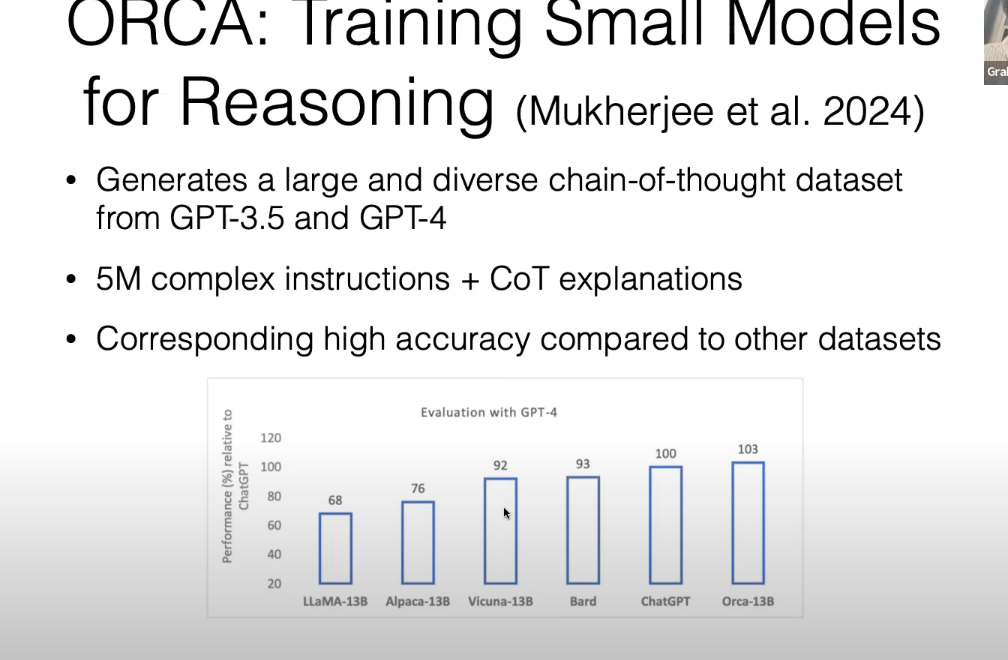 ORCA: Training Small Models
for Reasoning (Mukherjee et al. 2024)
• Generates a large and diverse chain-of-thought dataset
from GPT-3.5 and GPT-4
• 5M complex instructions + CoT explanations
• Corresponding high accuracy compared to other datasets
Evaluation with GPT-4
Performance (%) relative to
ChatGPT
120
100
80
60
40
20
68
76
92
93
100
103
LLaMA-13B
Alpaca-13B
Vicuna-13B
Bard
ChatGPT
Orca-13B